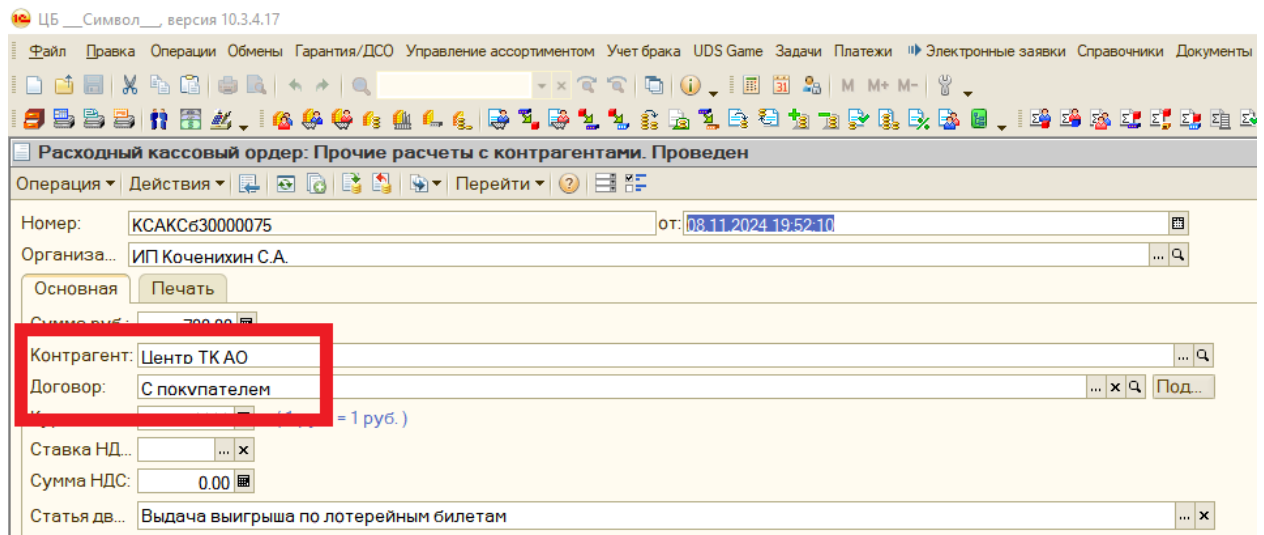 ЦБ __Символ__, версия 10.3.4.17
Файл Правка Операции Обмены Гарантия/ДСО Управление ассортиментом Учет брака UDS Game Задачи Платежи Электронные заявки Справочники Документы
M M+ M-
Расходный кассовый ордер: Прочие расчеты с контрагентами. Проведен
Операция Действия Перейти
Номер: КСАКСб30000075 от: 08.11.2024 19:52:10
Организа... ИП Коченихин С.А.
Основная Печать
Контрагент: Центр ТК АО
Договор: С покупателем Под...
= 1 руб. )
Ставка НД...
Сумма НДС: 0.00
Статья дв... Выдача выигрыша по лотерейным билетам